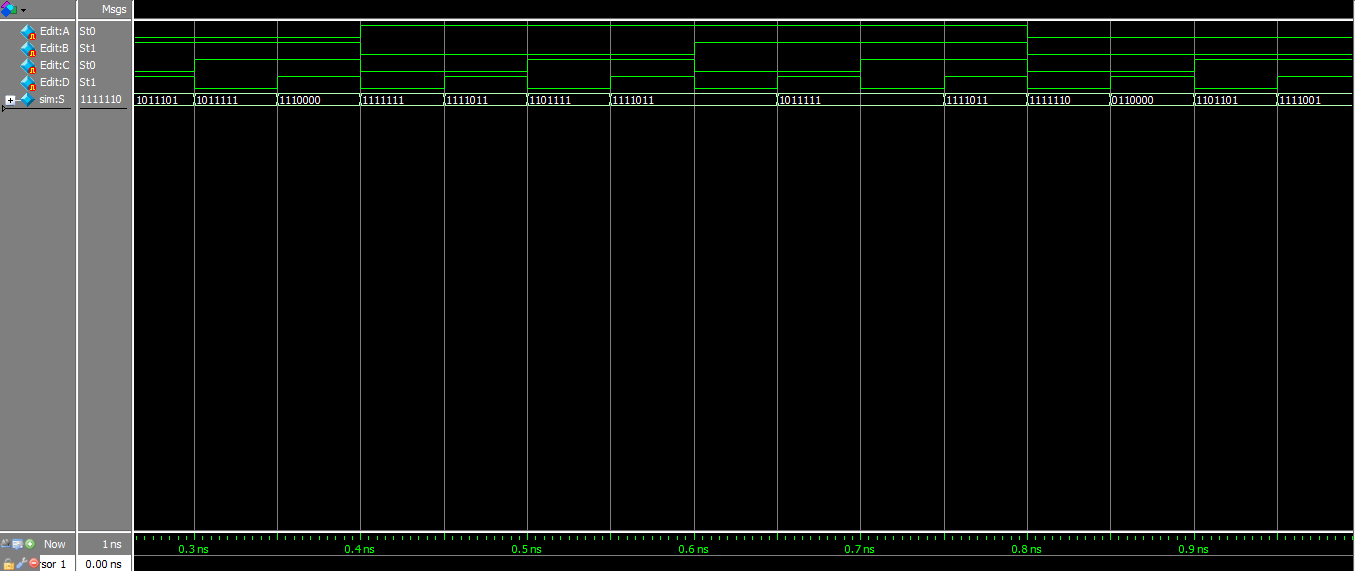 Msgs
Edit:A St0
Edit:B St1
Edit:C St0
Edit:D St1
sim:S 1111110 1011101 1011111 1110000 1111111 1111011 1101111 1111011 1011111 1111011 1111110 0110000 1101101 1111001
Now 1 ns 0.3 ns 0.4 ns 0.5 ns 0.6 ns 0.7 ns 0.8 ns 0.9 ns
sor 1 0.00 ns